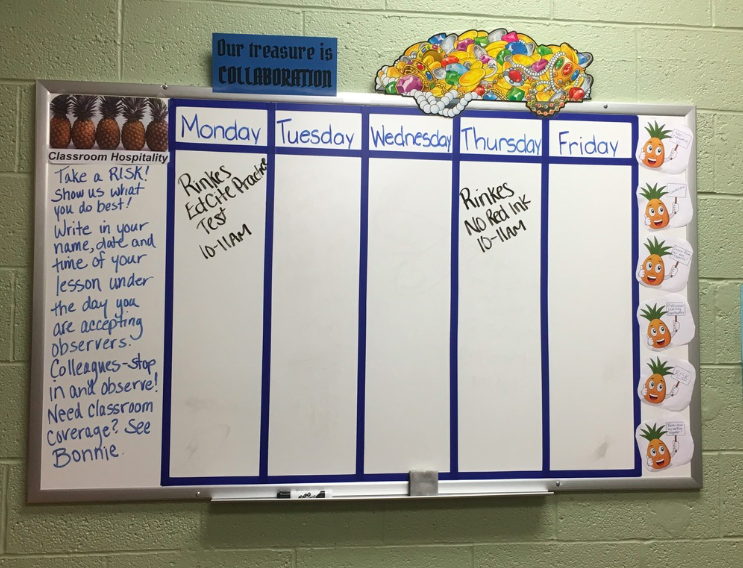 Our treasure is
COLLABORATION
Classroom Hospitality
Take a RISK!
Show us what
you do best!
Write in your
name, date and
time of your
lesson under
the day you
are accepting
observers.
Colleagues-stop
in and observe!
Need classroom
coverage? See
Bonnie.
Monday
Rinkes
EdCite Practice
Test
10-11AM
Tuesday
Wednesday
Thursday
Rinkes
NO Red Ink
10-11AM
Friday